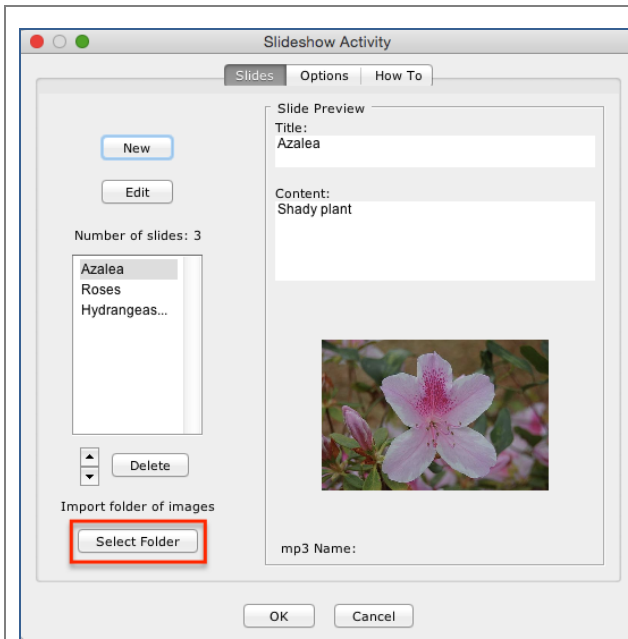 Slideshow Activity
Slides Options How To
New
Edit
Number of slides: 3
Azalea
Roses
Hydrangeas...
Delete
Import folder of images
Select Folder
Slide Preview
Title:
Azalea
Content:
Shady plant
mp3 Name:
OK Cancel